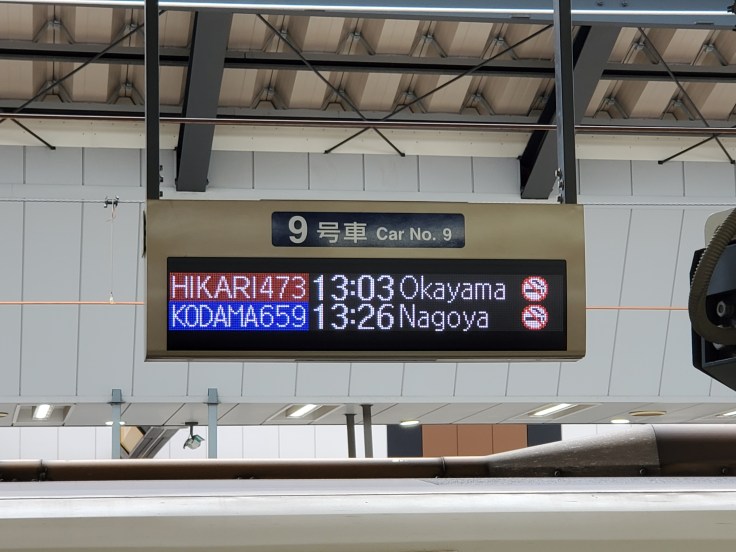 9 号車 Car No. 9
HIKARI473 13:03 Okayama
KODAMA659 13:26 Nagoya